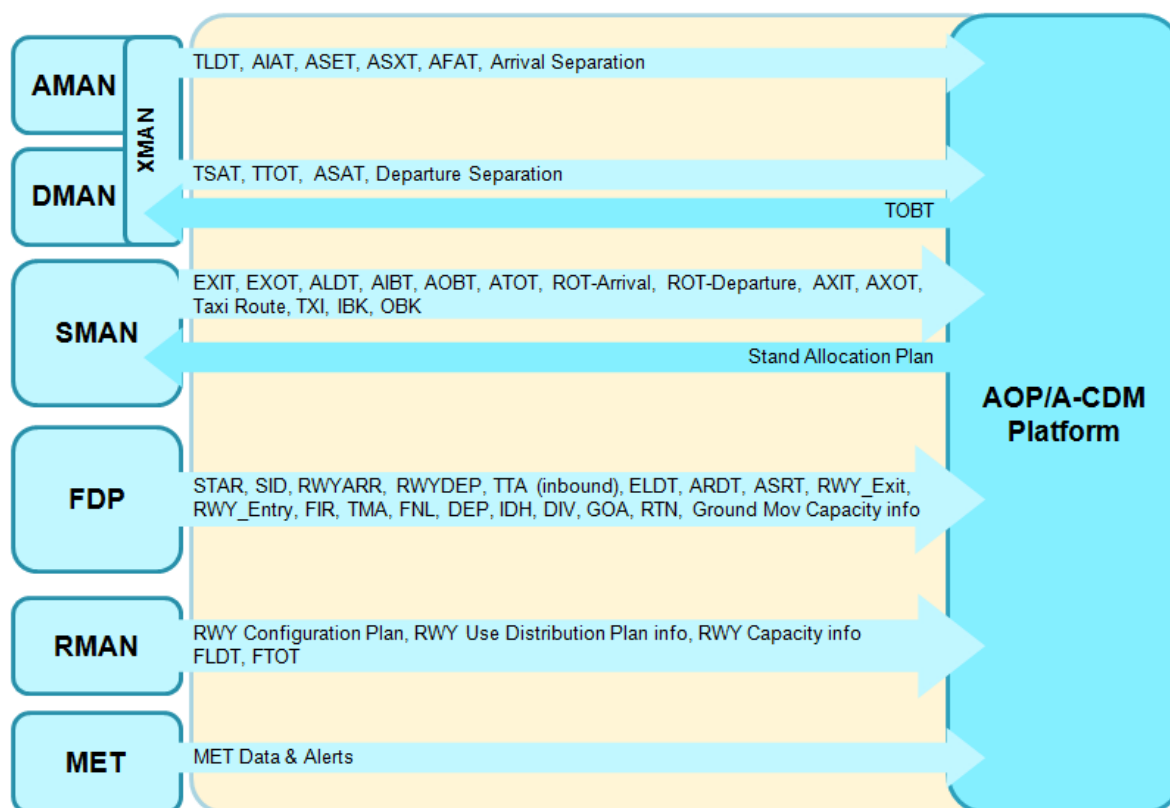 AMAN
XMAN
TLDT, AIAT, ASET, ASXT, AFAT, Arrival Separation
DMAN
TSAT, TTOT, ASAT, Departure Separation
TOBT
SMAN
EXIT, EXOT, ALDT, AIBT, AOBT, ATOT, ROT-Arrival, ROT-Departure, AXIT, AXOT,
Taxi Route, TXI, IBK, OBK
Stand Allocation Plan
AOP/A-CDM
Platform
FDP
STAR, SID, RWYARR, RWYDEP, TTA (inbound), ELDT, ARDT, ASRT, RWY_Exit,
RWY_Entry, FIR, TMA, FNL, DEP, IDH, DIV, GOA, RTN, Ground Mov Capacity info
RMAN
RWY Configuration Plan, RWY Use Distribution Plan info, RWY Capacity info
FLDT, FTOT
MET
MET Data & Alerts